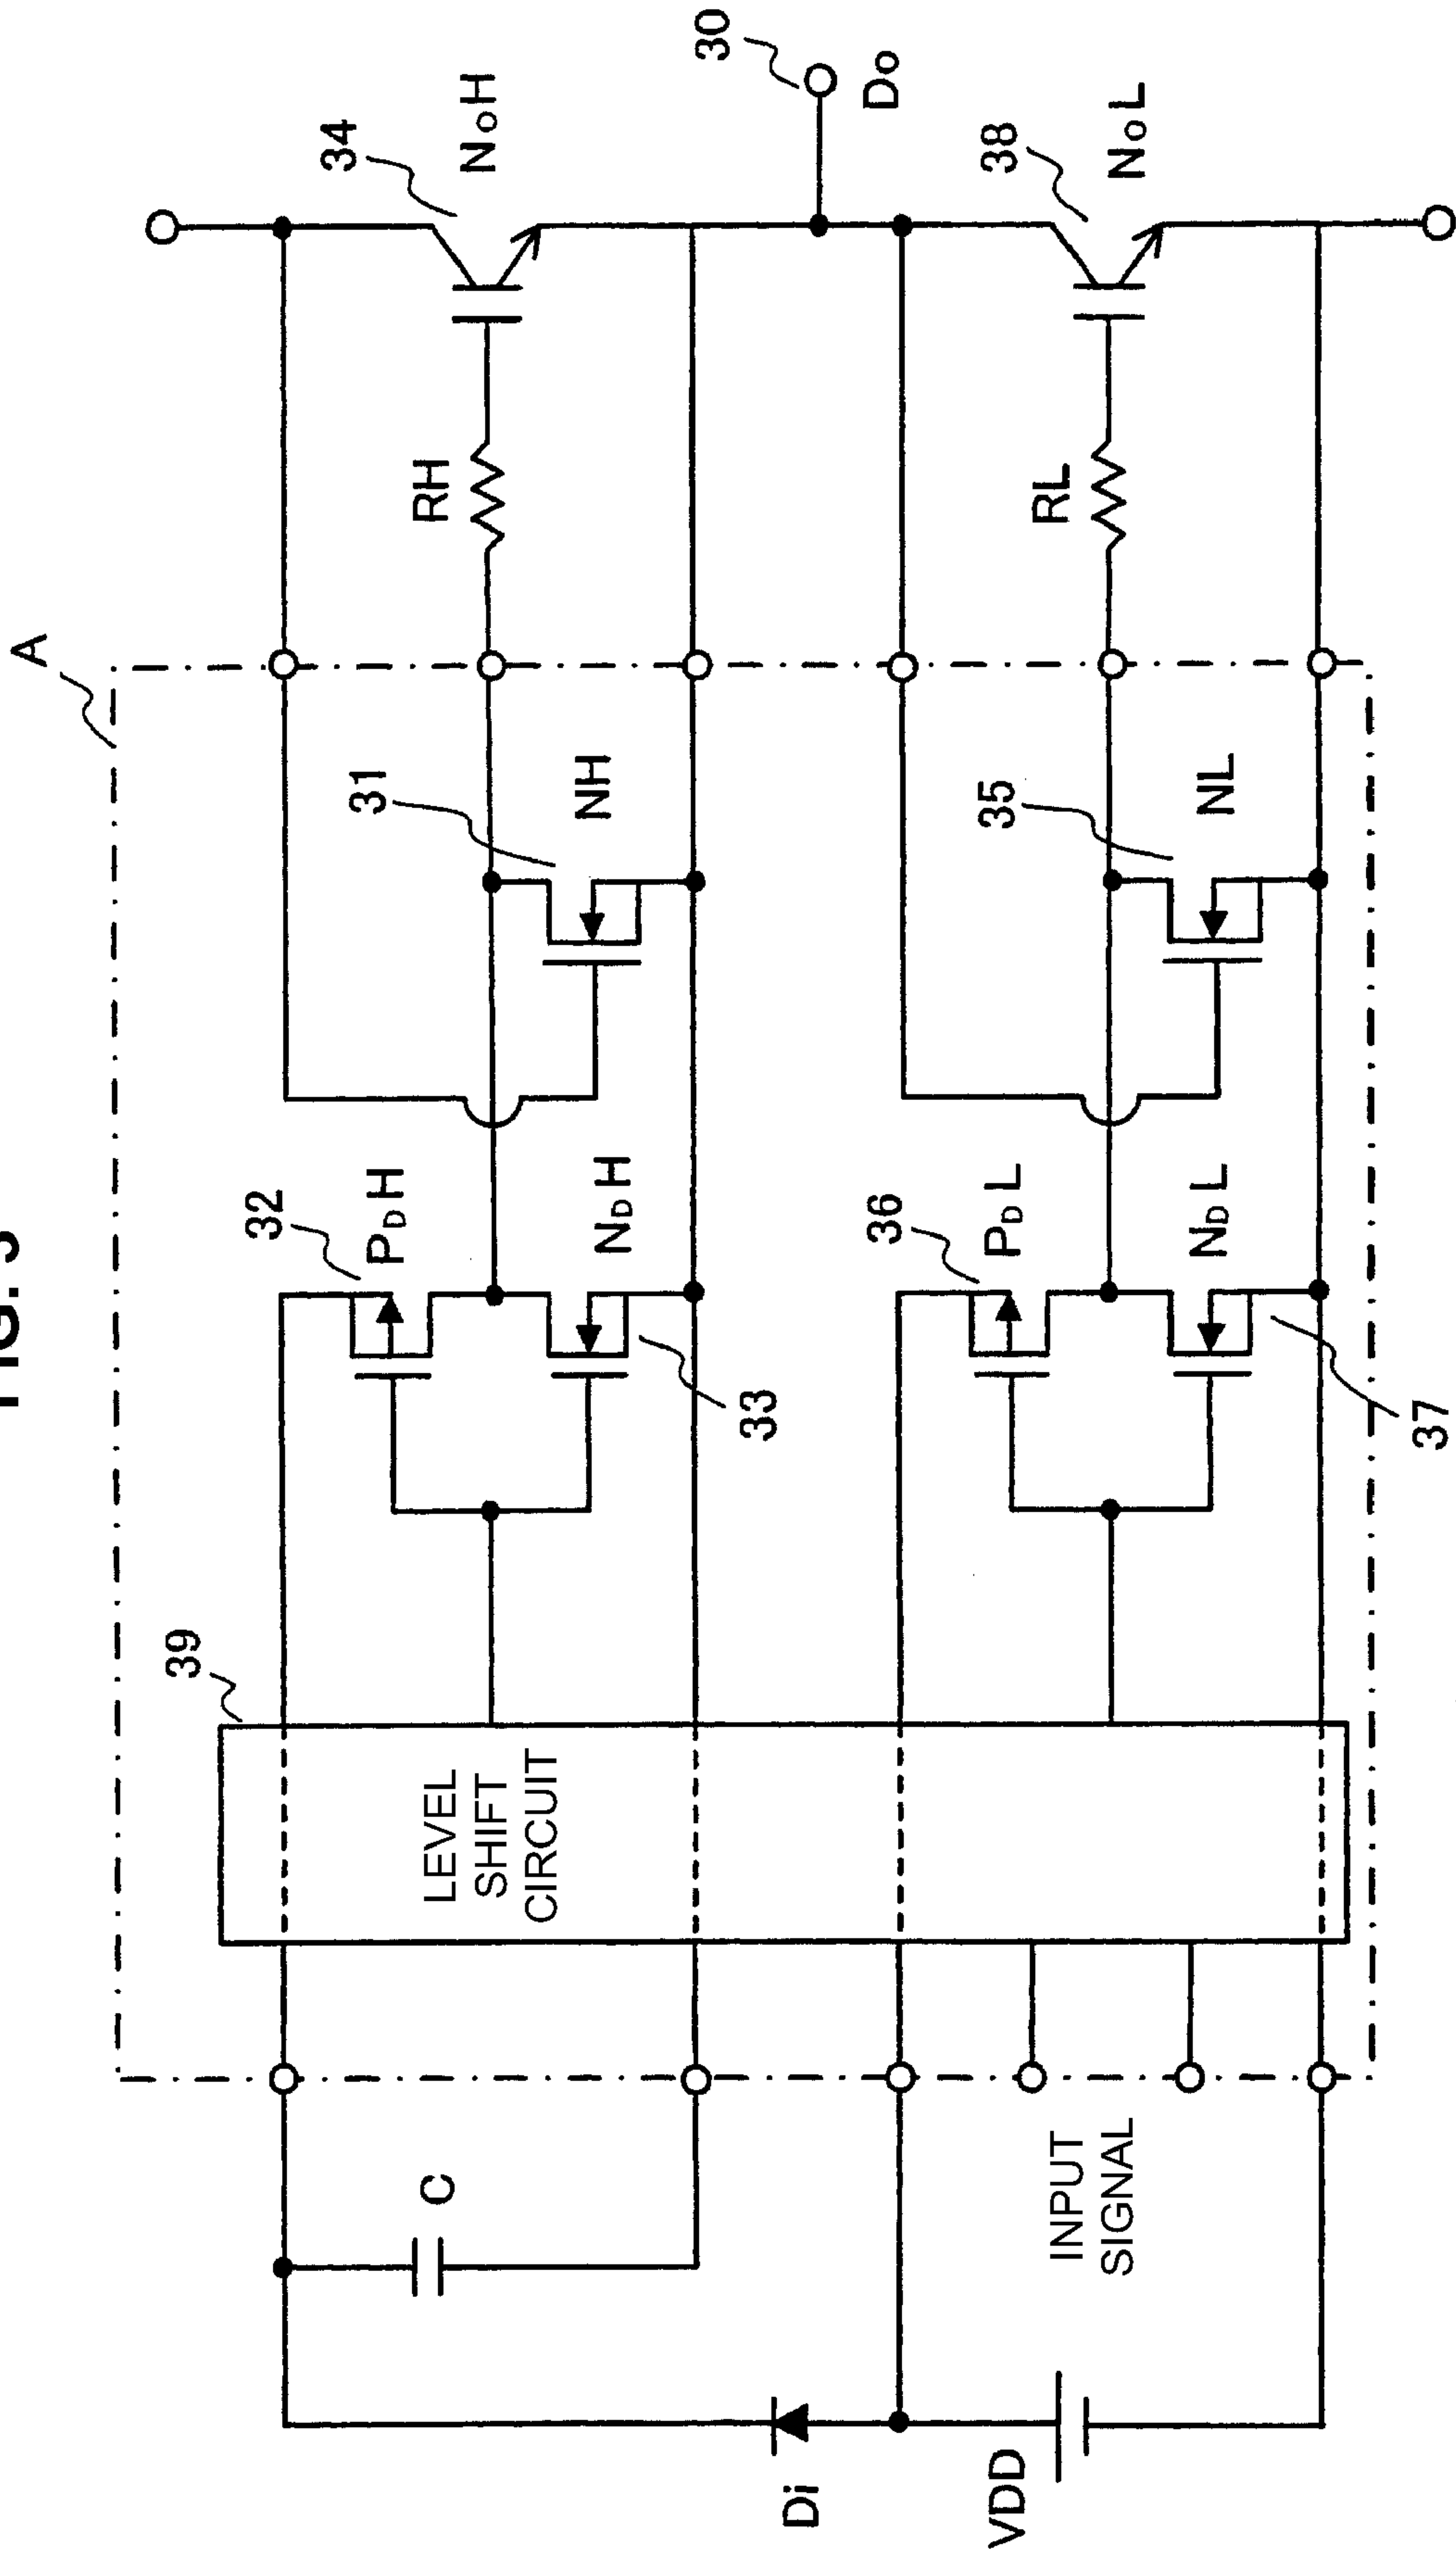 FIG.
A
39
32
34
31
PDH
C
LEVEL
SHIFT
CIRCUIT
RH
NOH
NDH
NH
30
33
Di
Do
36
35
38
VDD
PDL
RL
INPUT
SIGNAL
NOL
NDL
NL
37